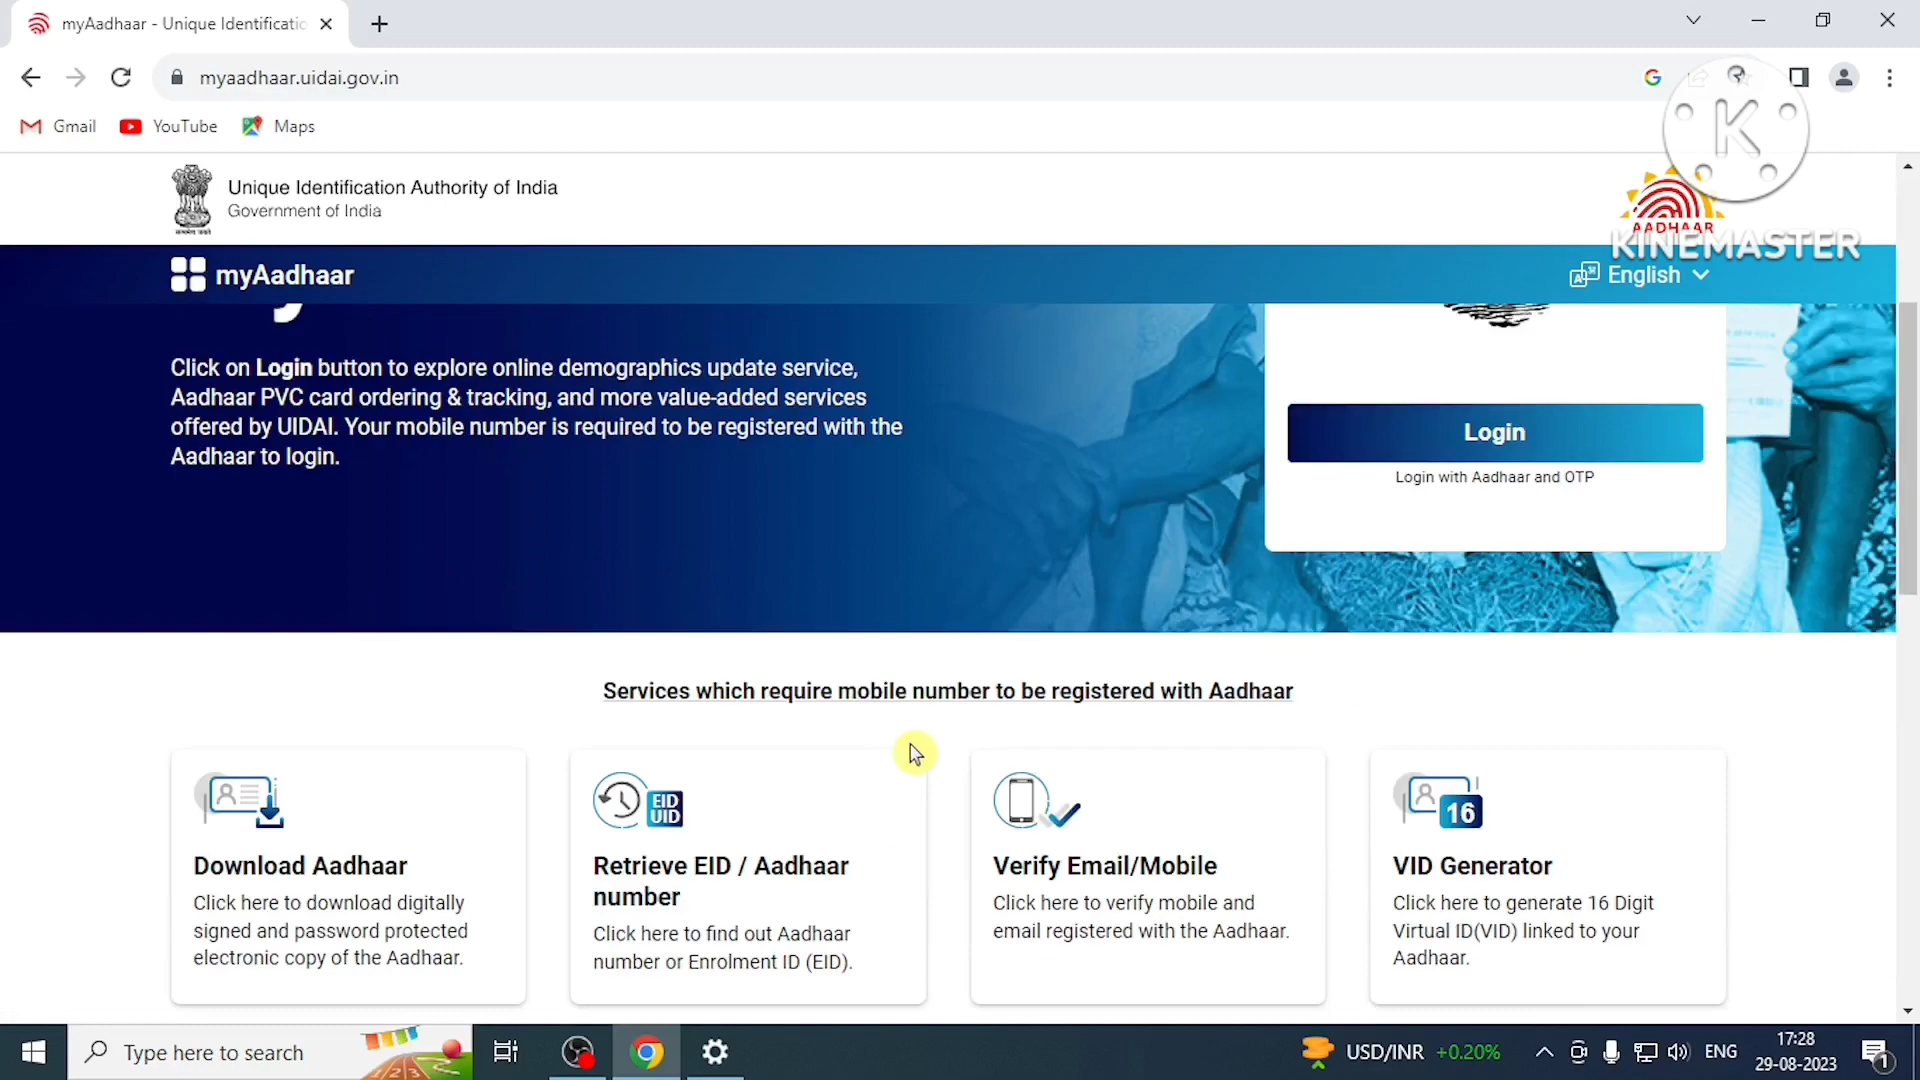 myAadhaar - Unique Identificatio
myaadhaar.uidai.gov.in
Gmail
YouTube
Maps
K
Unique Identification Authority of India
Government of India
AADHAAR
KINEMASTER
myAadhaar
English
Click on Login button to explore online demographics update service,
Aadhaar PVC card ordering & tracking, and more value-added services
offered by UIDAI. Your mobile number is required to be registered with the
Aadhaar to login.
Login
Login with Aadhaar and OTP
Services which require mobile number to be registered with Aadhaar
EID
UID
16
Download Aadhaar
Click here to download digitally
signed and password protected
electronic copy of the Aadhaar.
Retrieve EID / Aadhaar
number
Click here to find out Aadhaar
number or Enrolment ID (EID).
Verify Email/Mobile
Click here to verify mobile and
email registered with the Aadhaar.
VID Generator
Click here to generate 16 Digit
Virtual ID(VID) linked to your
Aadhaar.
Type here to search
1 2 3
USD/INR +0.20%
ENG
17:28
29-08-2023
1